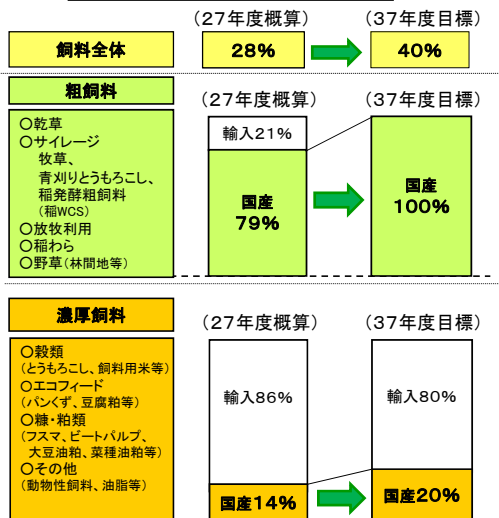 (27年度概算)
(37年度目標)
飼料全体
28%
40%
粗飼料
(27年度概算)
(37年度目標)
○乾草
○サイレージ
牧草、
青刈りとうもろこし、
稲発酵粗飼料
(稲WCS)
○放牧利用
○稲わら
○野草(林間地等)
輸入21%
国産
79%
国産
100%
濃厚飼料
(27年度概算)
(37年度目標)
○穀類
(とうもろこし、飼料用米等)
○エコフィード
(パンくず、豆腐粕等)
○糠・粕類
(フスマ、ビートパルプ、
大豆油粕、菜種油粕等)
○その他
(動物性飼料、油脂等)
輸入86%
国産14%
輸入80%
国産20%